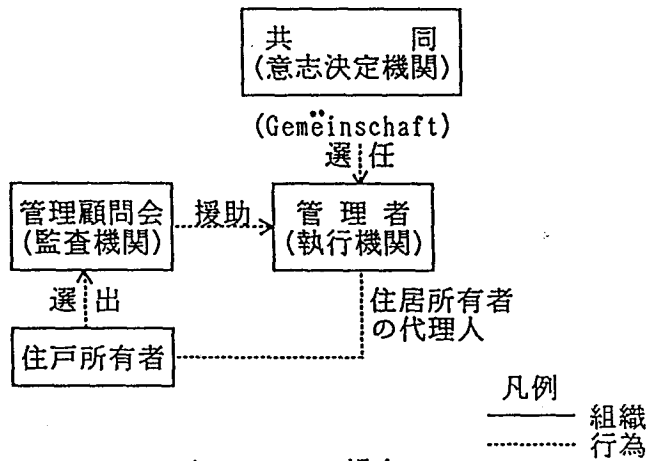 共　同
(意志決定機関)
(Gemëinschaft)
選任
管理顧問会
(監査機関)
援助
管理者
(執行機関)
選出
住居所有者
の代理人
住戸所有者
凡例
組織
行為